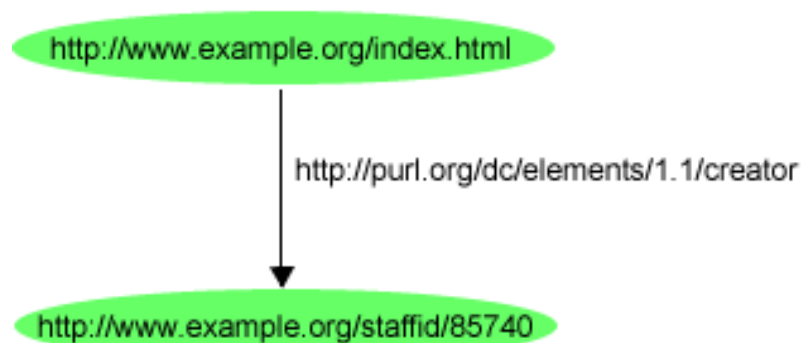 http://www.example.org/index.html
http://purl.org/dc/elements/1.1/creator
http://www.example.org/staffid/85740